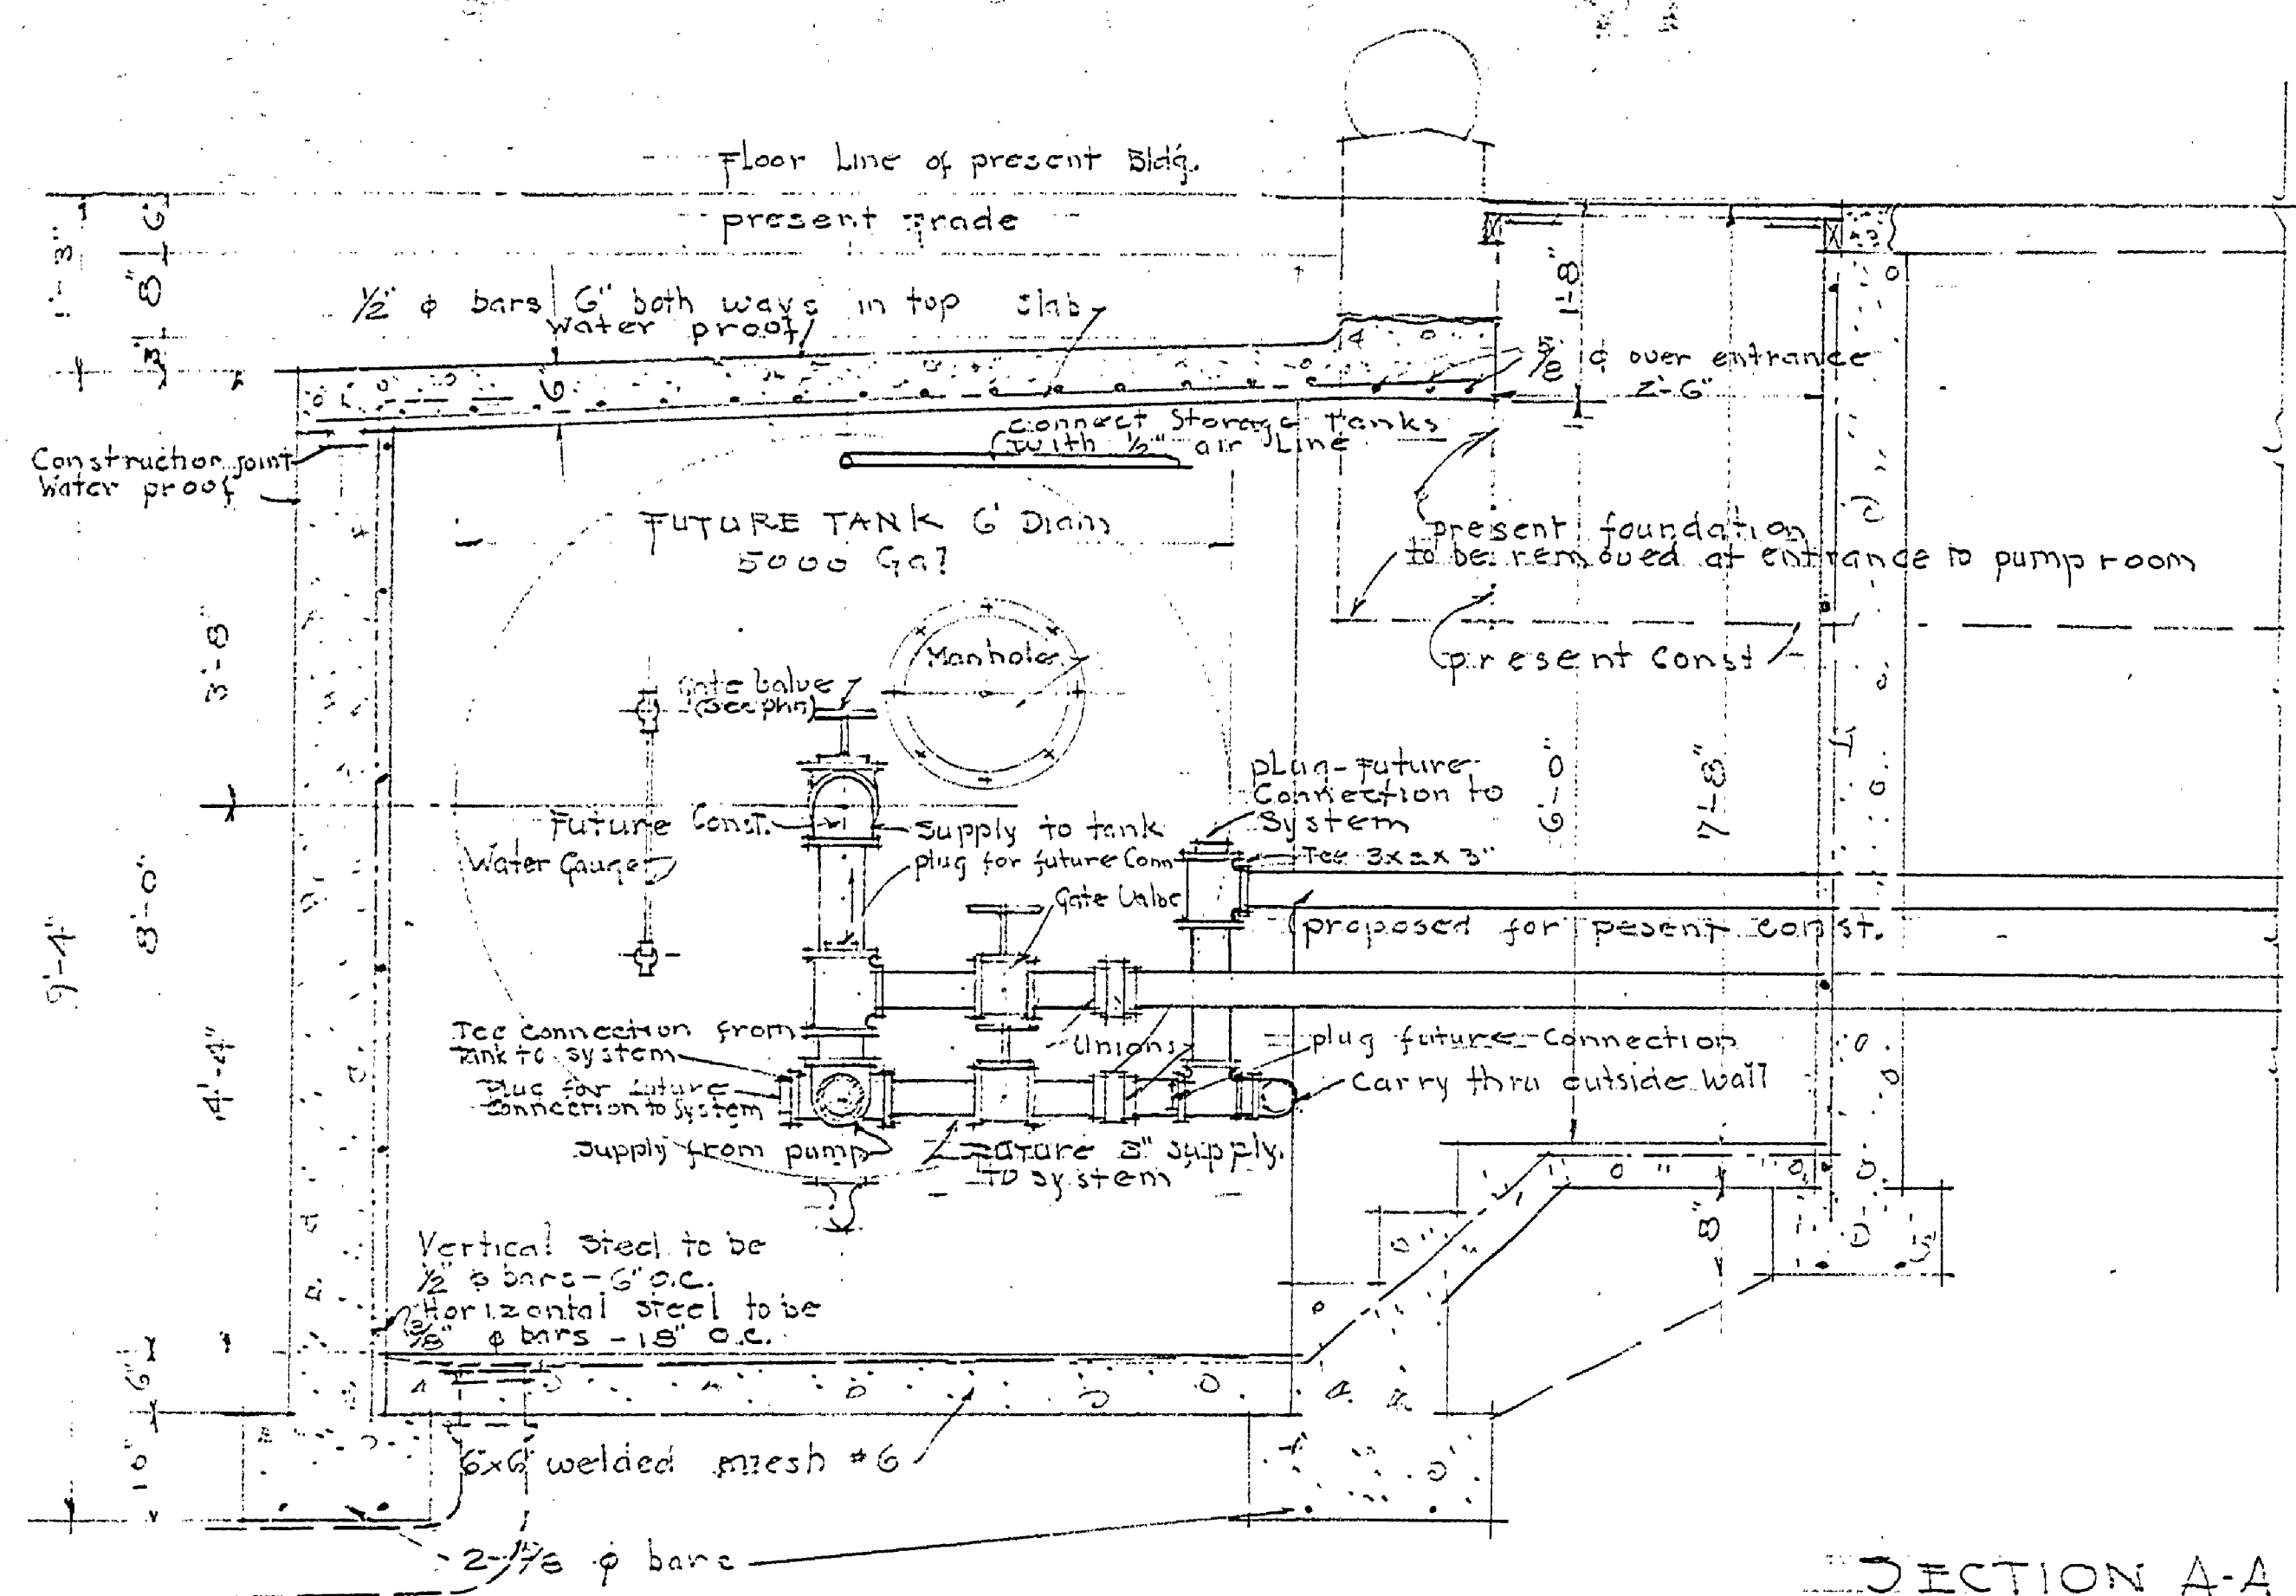 Floor Line of present Bldg.
present grade
1'-3"
6"
8"
3"
1/2" φ bars 6" both ways in top slab
water proof
6"
1'-8"
5/8 φ over entrance
2'-6"
connect Storage Tanks
with 1/2" air Line
Construction joint
Water proof
FUTURE TANK 6' Diam
5000 Gal
present foundation
to be removed at entrance to pump room
present Const
Manhole
Gate Valve
3'-8"
plug-future
Connection to
System
6'-0"
7'-8"
Future Const.
Supply to tank
Tee 3x2x3"
Water Gauge
plug for future Conn
Gate Valve
proposed for pesent const.
9'-4"
8'-0"
4'-4"
Tee connection from
Tank to system
Unions
plug future Connection
Plug for future
connection to System
Carry thru outside wall
Supply from pump
Future 3" supply
to system
8"
Vertical Steel to be
1/2" φ bars - 6" o.c.
Horizontal steel to be
3/8" φ bars - 18" o.c.
6"
10"
6x6 welded mesh #6
2-5/8 φ bars
SECTION A-A